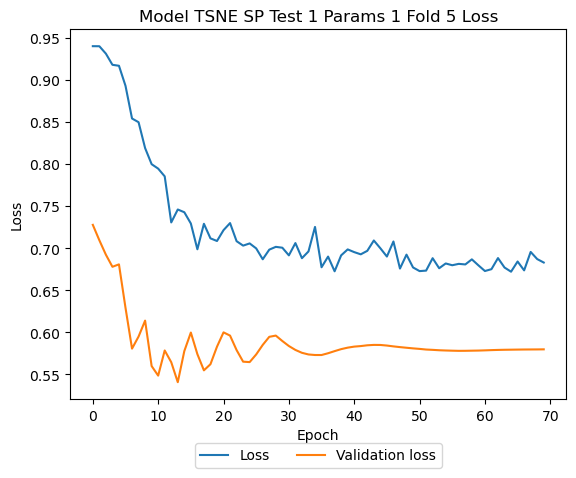 Model TSNE SP Test 1 Params 1 Fold 5 Loss
0.95
0.90
0.85
0.80
0.75
0.70
0.65
0.60
0.55
Loss
0 10 20 30 40 50 60 70
Epoch
Loss Validation loss